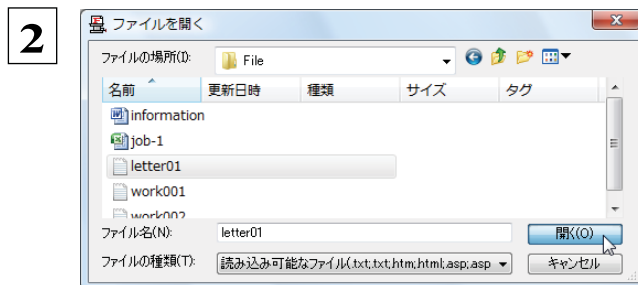 2
ファイルを開く
ファイルの場所(I):
File
名前 更新日時 種類 サイズ タグ
information
job-1
letter01
work001
work002
ファイル名(N):
letter01
開く(O)
ファイルの種類(T):
読み込み可能なファイル(.txt;txt;htm;html;asp;asp
キャンセル